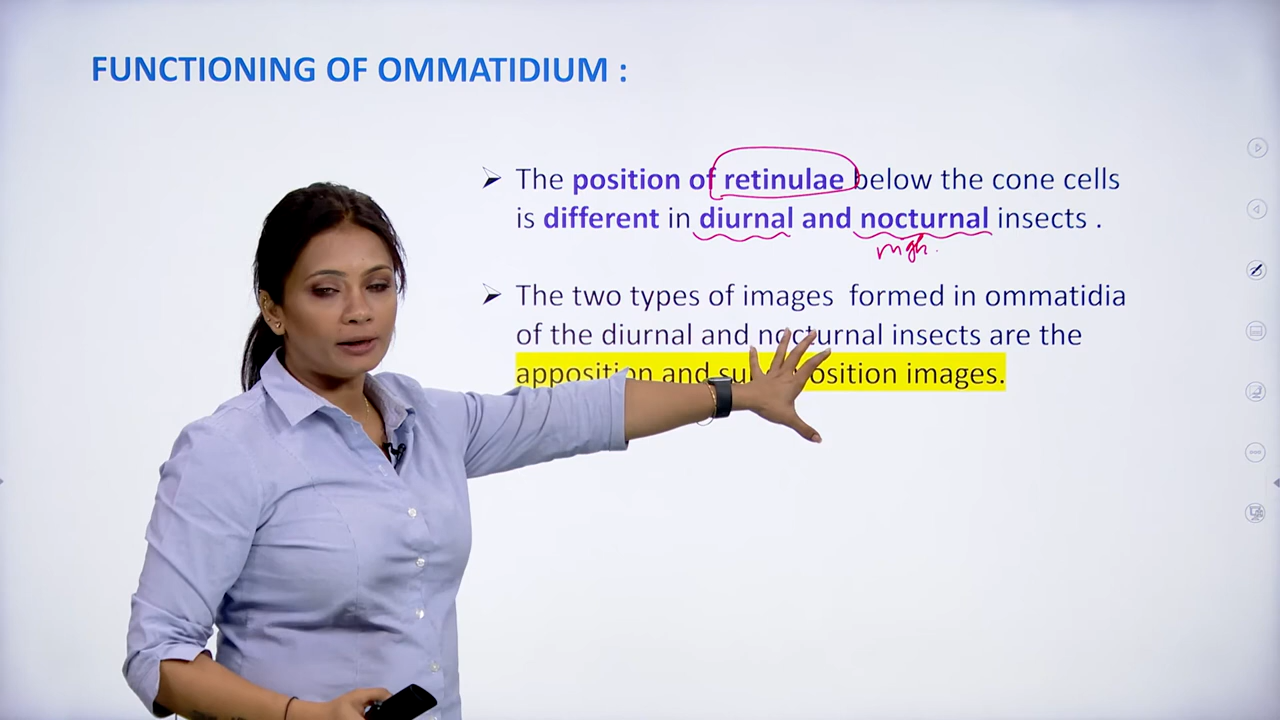 FUNCTIONING OF OMMATIDIUM :
➢ The position of retinulae below the cone cells
is different in diurnal and nocturnal insects .
➢ The two types of images formed in ommatidia
of the diurnal and nocturnal insects are the
apposition and images.